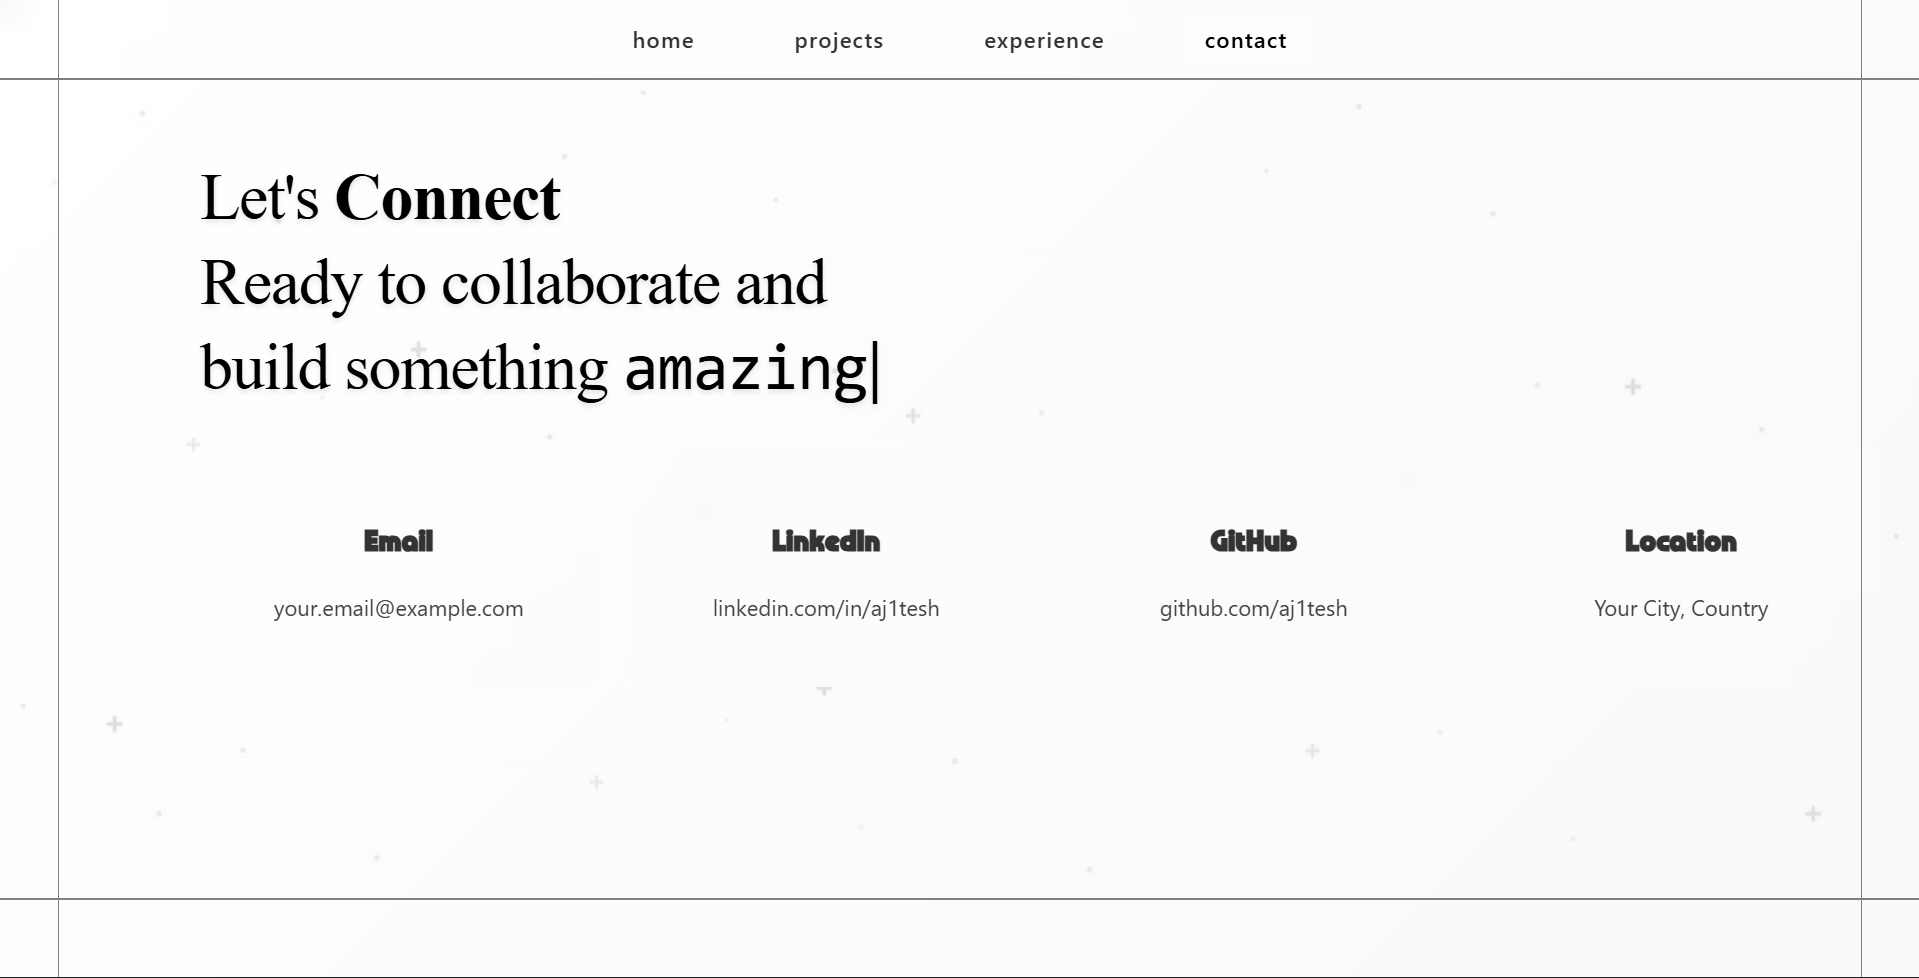 home projects experience contact
Let's Connect
Ready to collaborate and
build something amazing|
Email LinkedIn GitHub Location
your.email@example.com linkedin.com/in/aj1tesh github.com/aj1tesh Your City, Country